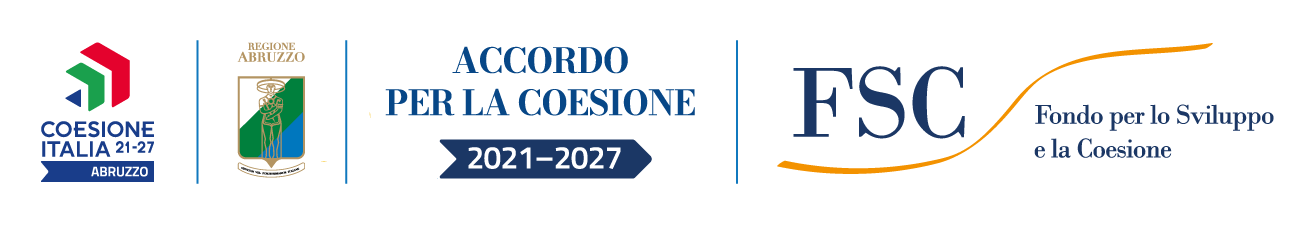 COESIONE
ITALIA 21-27
ABRUZZO
REGIONE
ABRUZZO
ACCORDO
PER LA COESIONE
2021–2027
FSC
Fondo per lo Sviluppo
e la Coesione